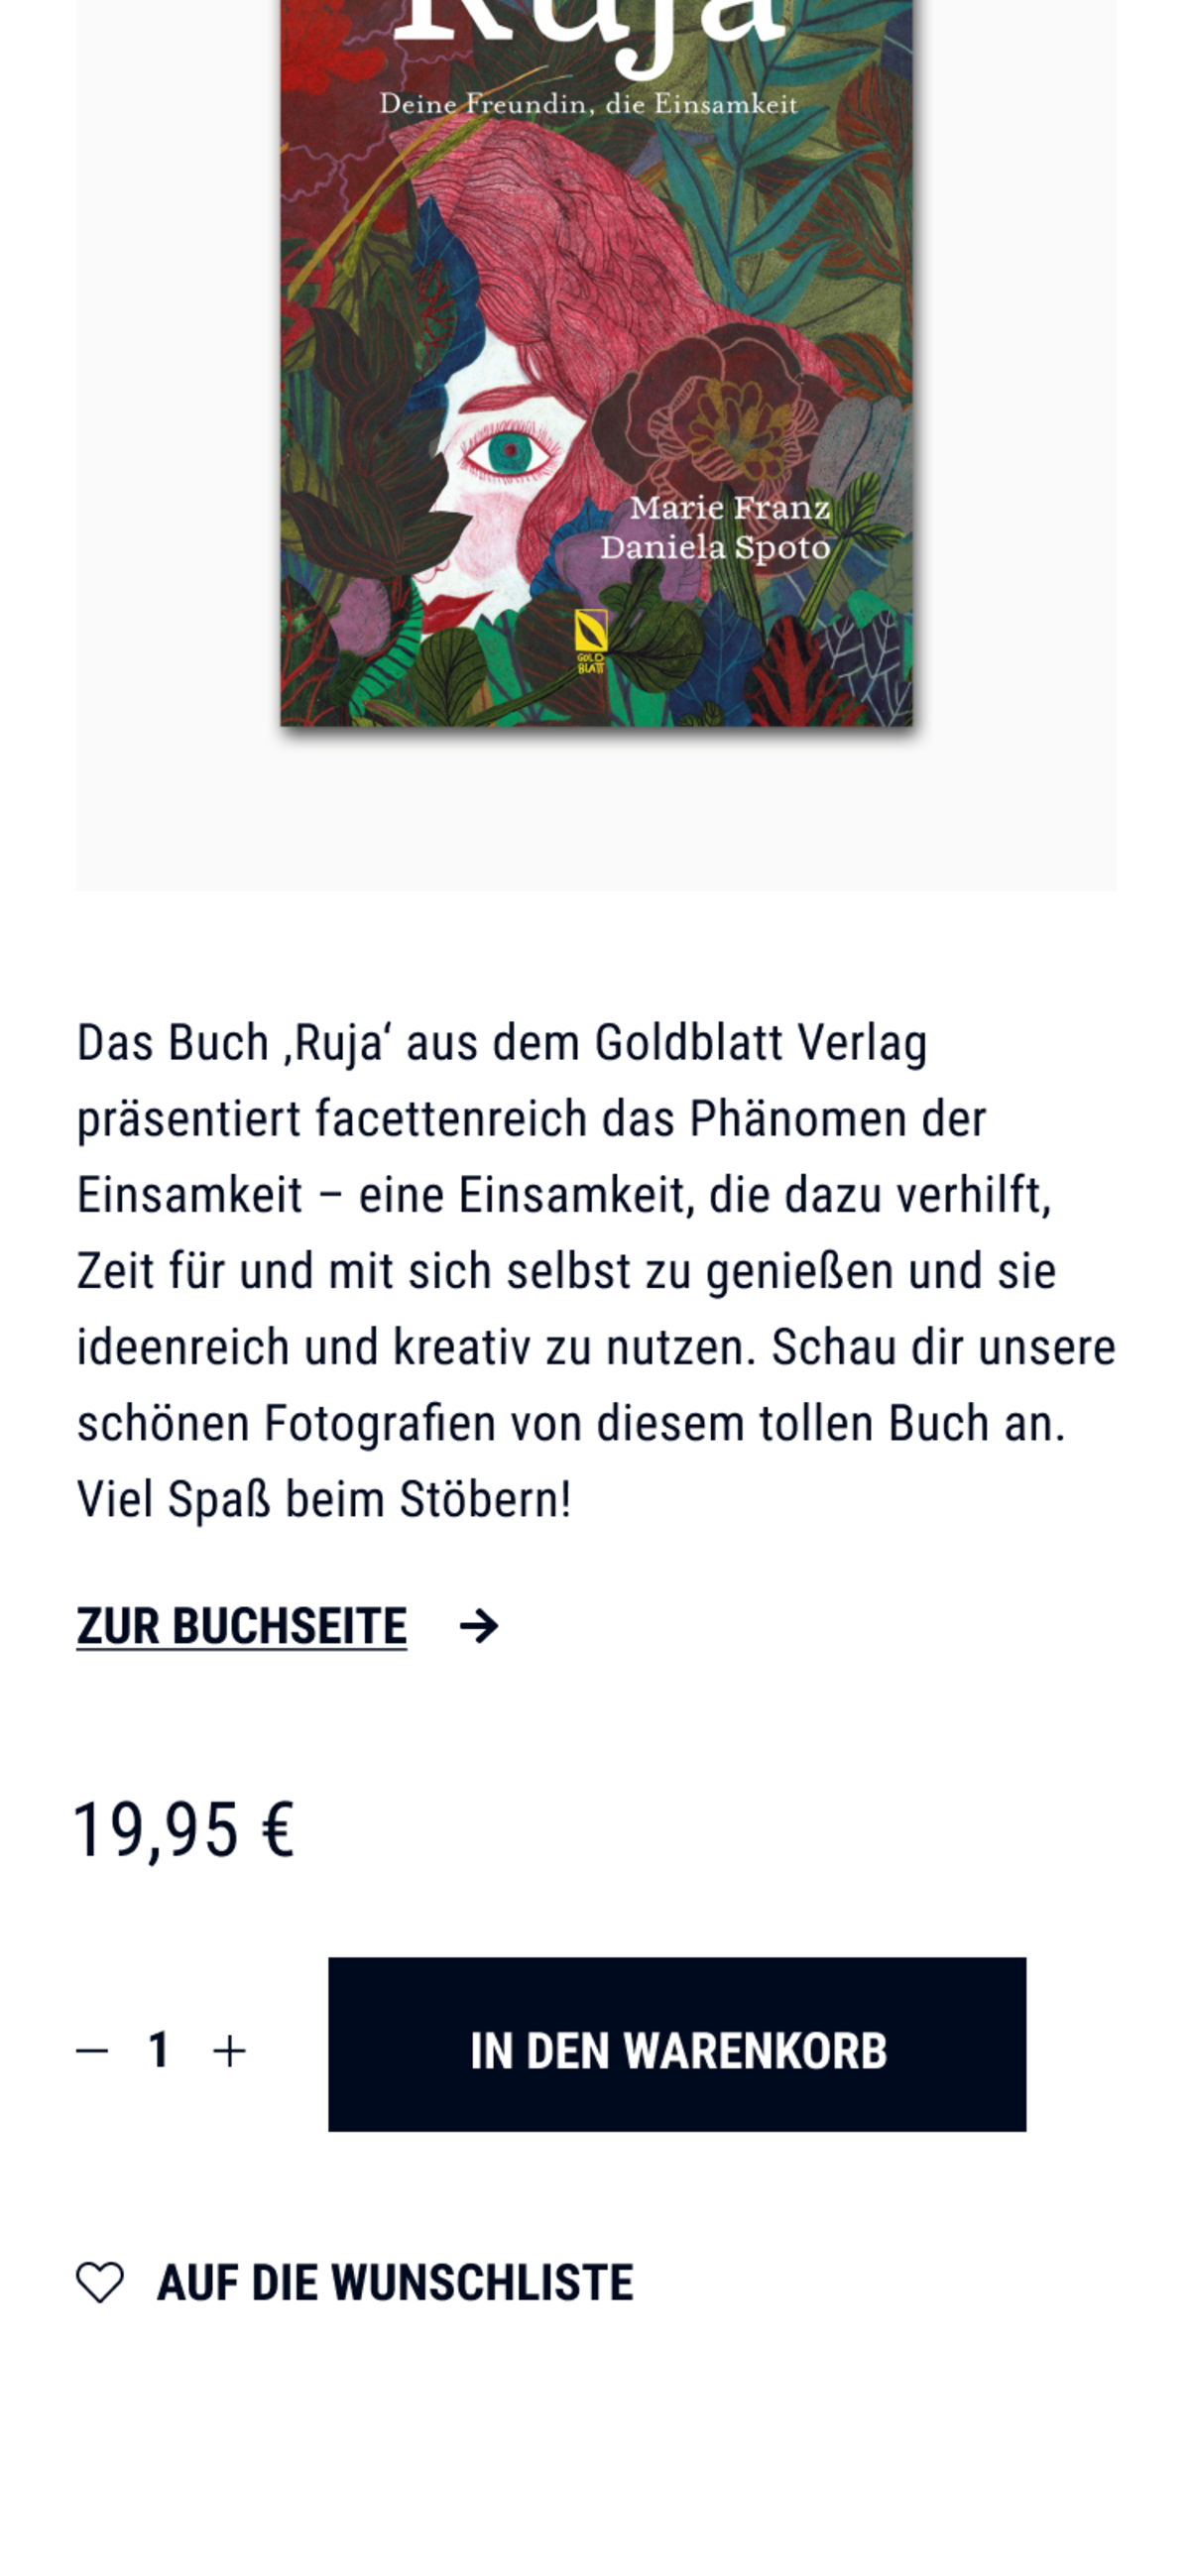 Ruja
Deine Freundin, die Einsamkeit
Marie Franz
Daniela Spoto
GOLD
BLATT
Das Buch ‚Ruja‘ aus dem Goldblatt Verlag
präsentiert facettenreich das Phänomen der
Einsamkeit – eine Einsamkeit, die dazu verhilft,
Zeit für und mit sich selbst zu genießen und sie
ideenreich und kreativ zu nutzen. Schau dir unsere
schönen Fotografien von diesem tollen Buch an.
Viel Spaß beim Stöbern!
ZUR BUCHSEITE →
19,95 €
– 1 + IN DEN WARENKORB
AUF DIE WUNSCHLISTE